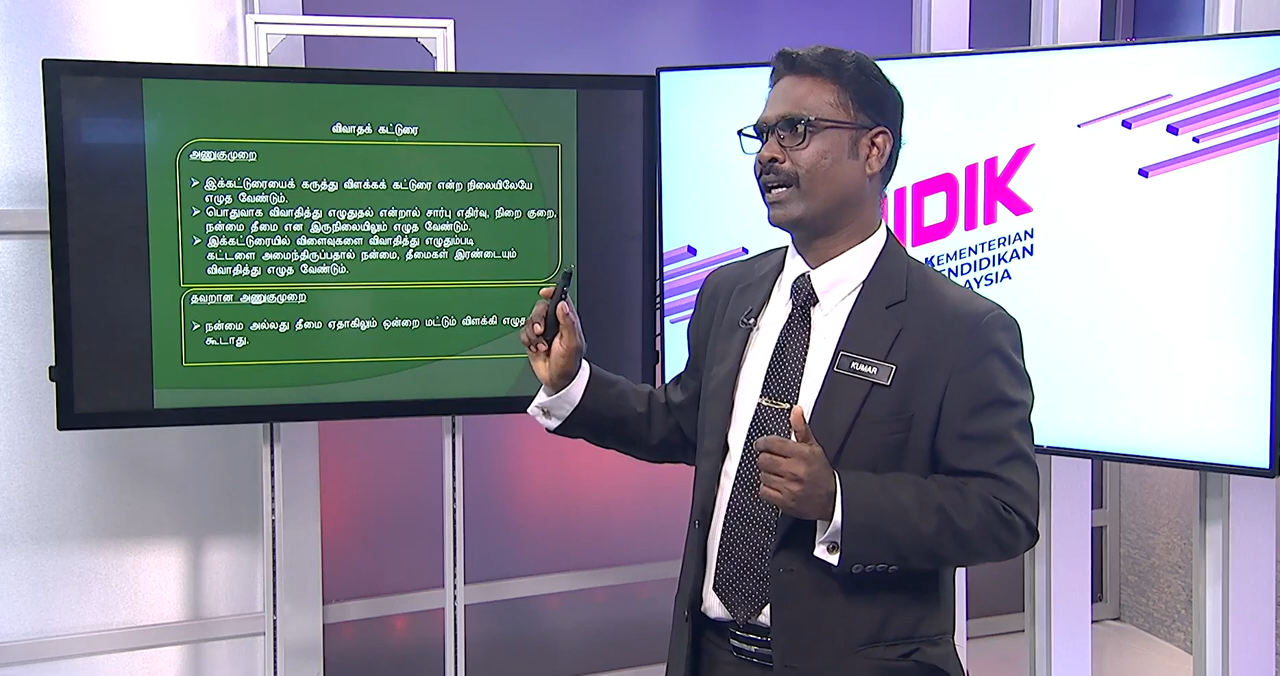 விவாதக் கட்டுரை
அணுகுமுறை
➢ இக்கட்டுரையைக் கருத்து விளக்கக் கட்டுரை என்ற நிலையிலேயே
எழுத வேண்டும்.
➢ பொதுவாக விவாதித்து எழுதுதல் என்றால் சார்பு எதிர்வு, நிறை குறை,
நன்மை தீமை என இருநிலையிலும் எழுத வேண்டும்.
➢ இக்கட்டுரையில் விளைவுகளை விவாதித்து எழுதும்படி
கட்டளை அமைந்திருப்பதால் நன்மை, தீமைகள் இரண்டையும்
விவாதித்து எழுத வேண்டும்.
தவறான அணுகுமுறை
➢ நன்மை அல்லது தீமை ஏதாகிலும் ஒன்றை மட்டும் விளக்கி எழுத
கூடாது.
KUMAR
IDIK
KEMENTERIAN
ENDIDIKAN
AYSIA